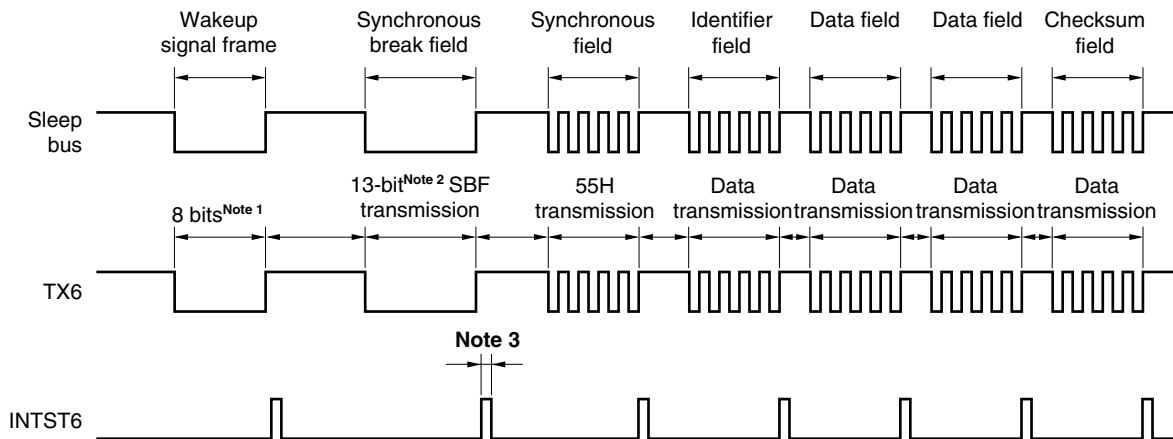 Wakeup
signal frame
Synchronous
break field
Synchronous
field
Identifier
field
Data field
Data field
Checksum
field
Sleep
bus
8 bitsNote 1
13-bitNote 2 SBF
transmission
55H
transmission
Data
transmission
Data
transmission
Data
transmission
Data
transmission
TX6
Note 3
INTST6